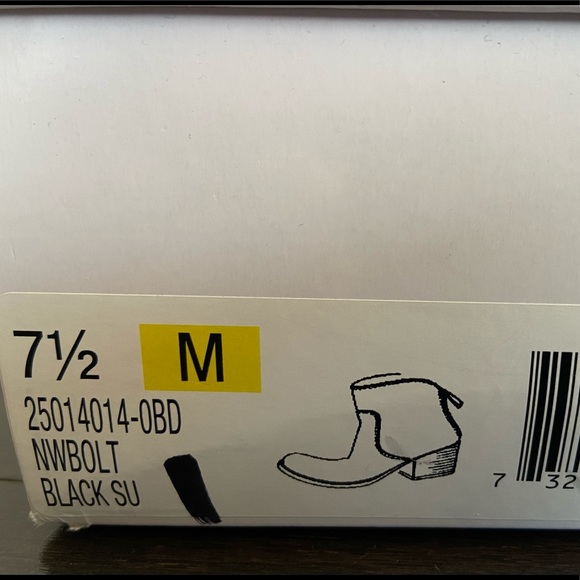 7½ M
25014014-0BD
NWBOLT
BLACK SU
7 32